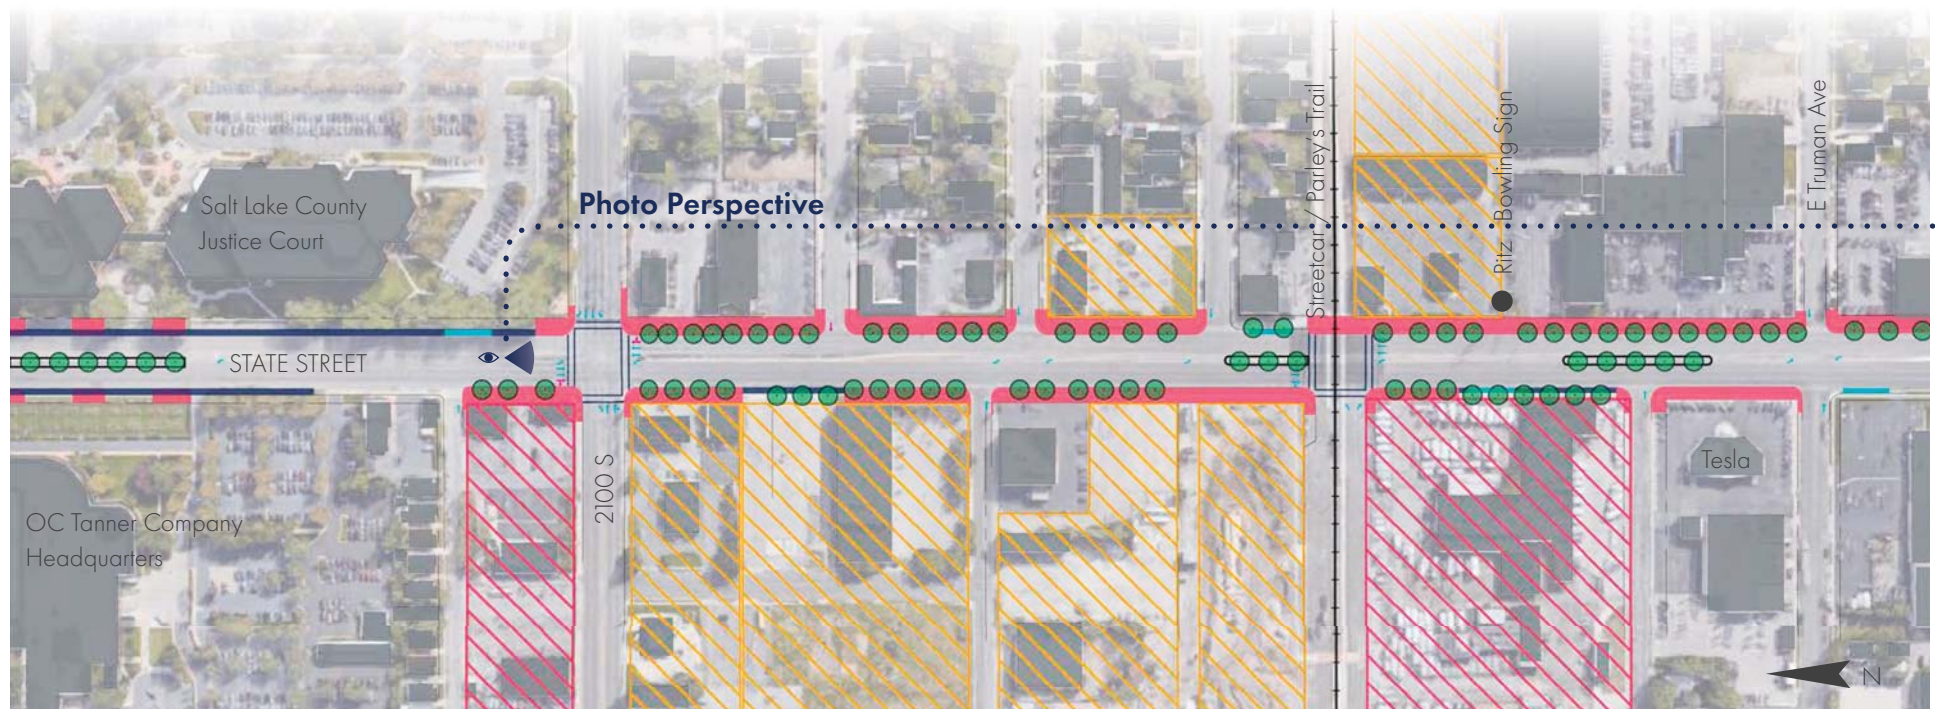 Salt Lake County
Justice Court
Photo Perspective
Streetcar / Parley's Trail
Ritz Bowling Sign
E Truman Ave
STATE STREET
2100 S
OC Tanner Company
Headquarters
Tesla
N